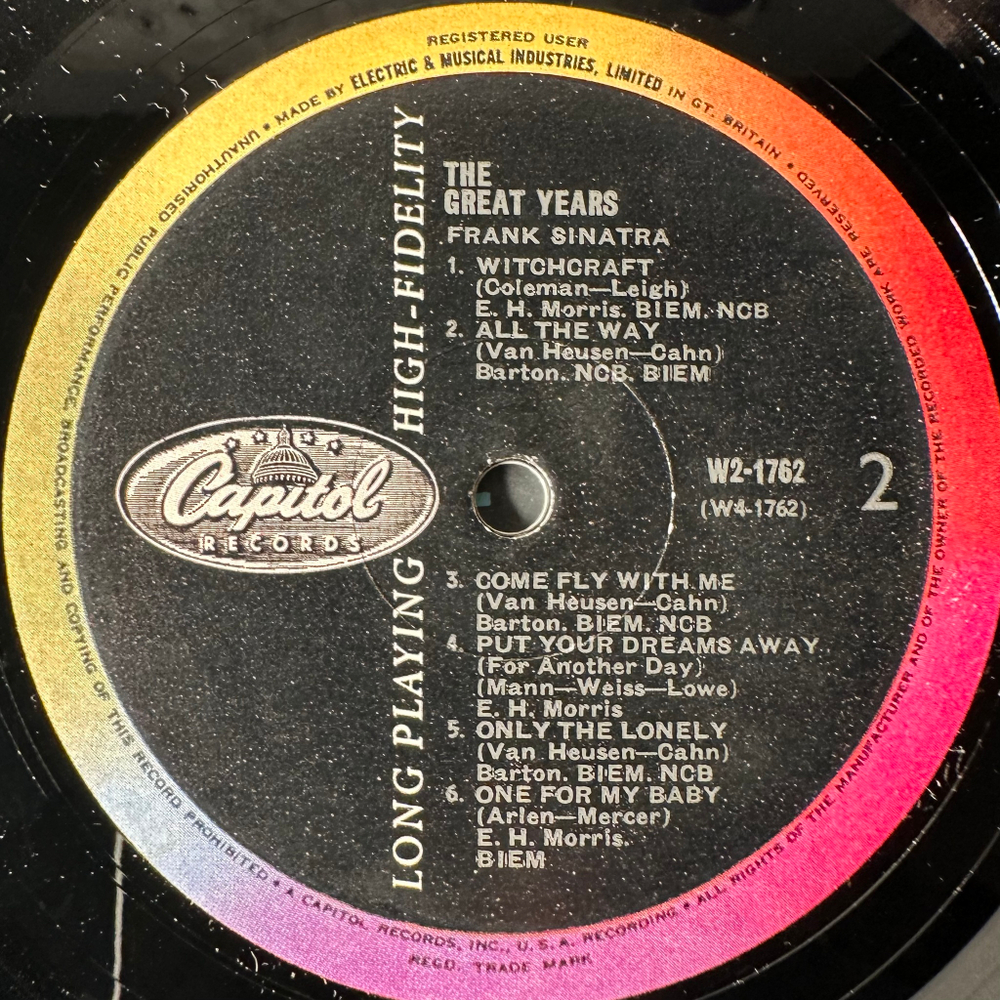 REGISTERED USER
• MADE BY ELECTRIC & MUSICAL INDUSTRIES, LIMITED IN GT. BRITAIN •
ALL RIGHTS OF THE MANUFACTURER AND OF THE OWNER OF THE RECORDED WORK ARE RESERVED
UNAUTHORISED PUBLIC PERFORMANCE, BROADCASTING AND COPYING OF THIS RECORD PROHIBITED •
A CAPITOL RECORDS, INC., U.S.A. RECORDING •
REGD. TRADE MARK
LONG PLAYING HIGH-FIDELITY
Capitol
RECORDS
THE
GREAT YEARS
FRANK SINATRA
1. WITCHCRAFT
(Coleman—Leigh)
E. H. Morris. BIEM. NCB
2. ALL THE WAY
(Van Heusen—Cahn)
Barton. NCB. BIEM
W2-1762
(W4-1762)
2
3. COME FLY WITH ME
(Van Heusen—Cahn)
Barton. BIEM. NCB
4. PUT YOUR DREAMS AWAY
(For Another Day)
(Mann—Weiss—Lowe)
E. H. Morris
5. ONLY THE LONELY
(Van Heusen—Cahn)
Barton. BIEM. NCB
6. ONE FOR MY BABY
(Arlen—Mercer)
E. H. Morris.
BIEM